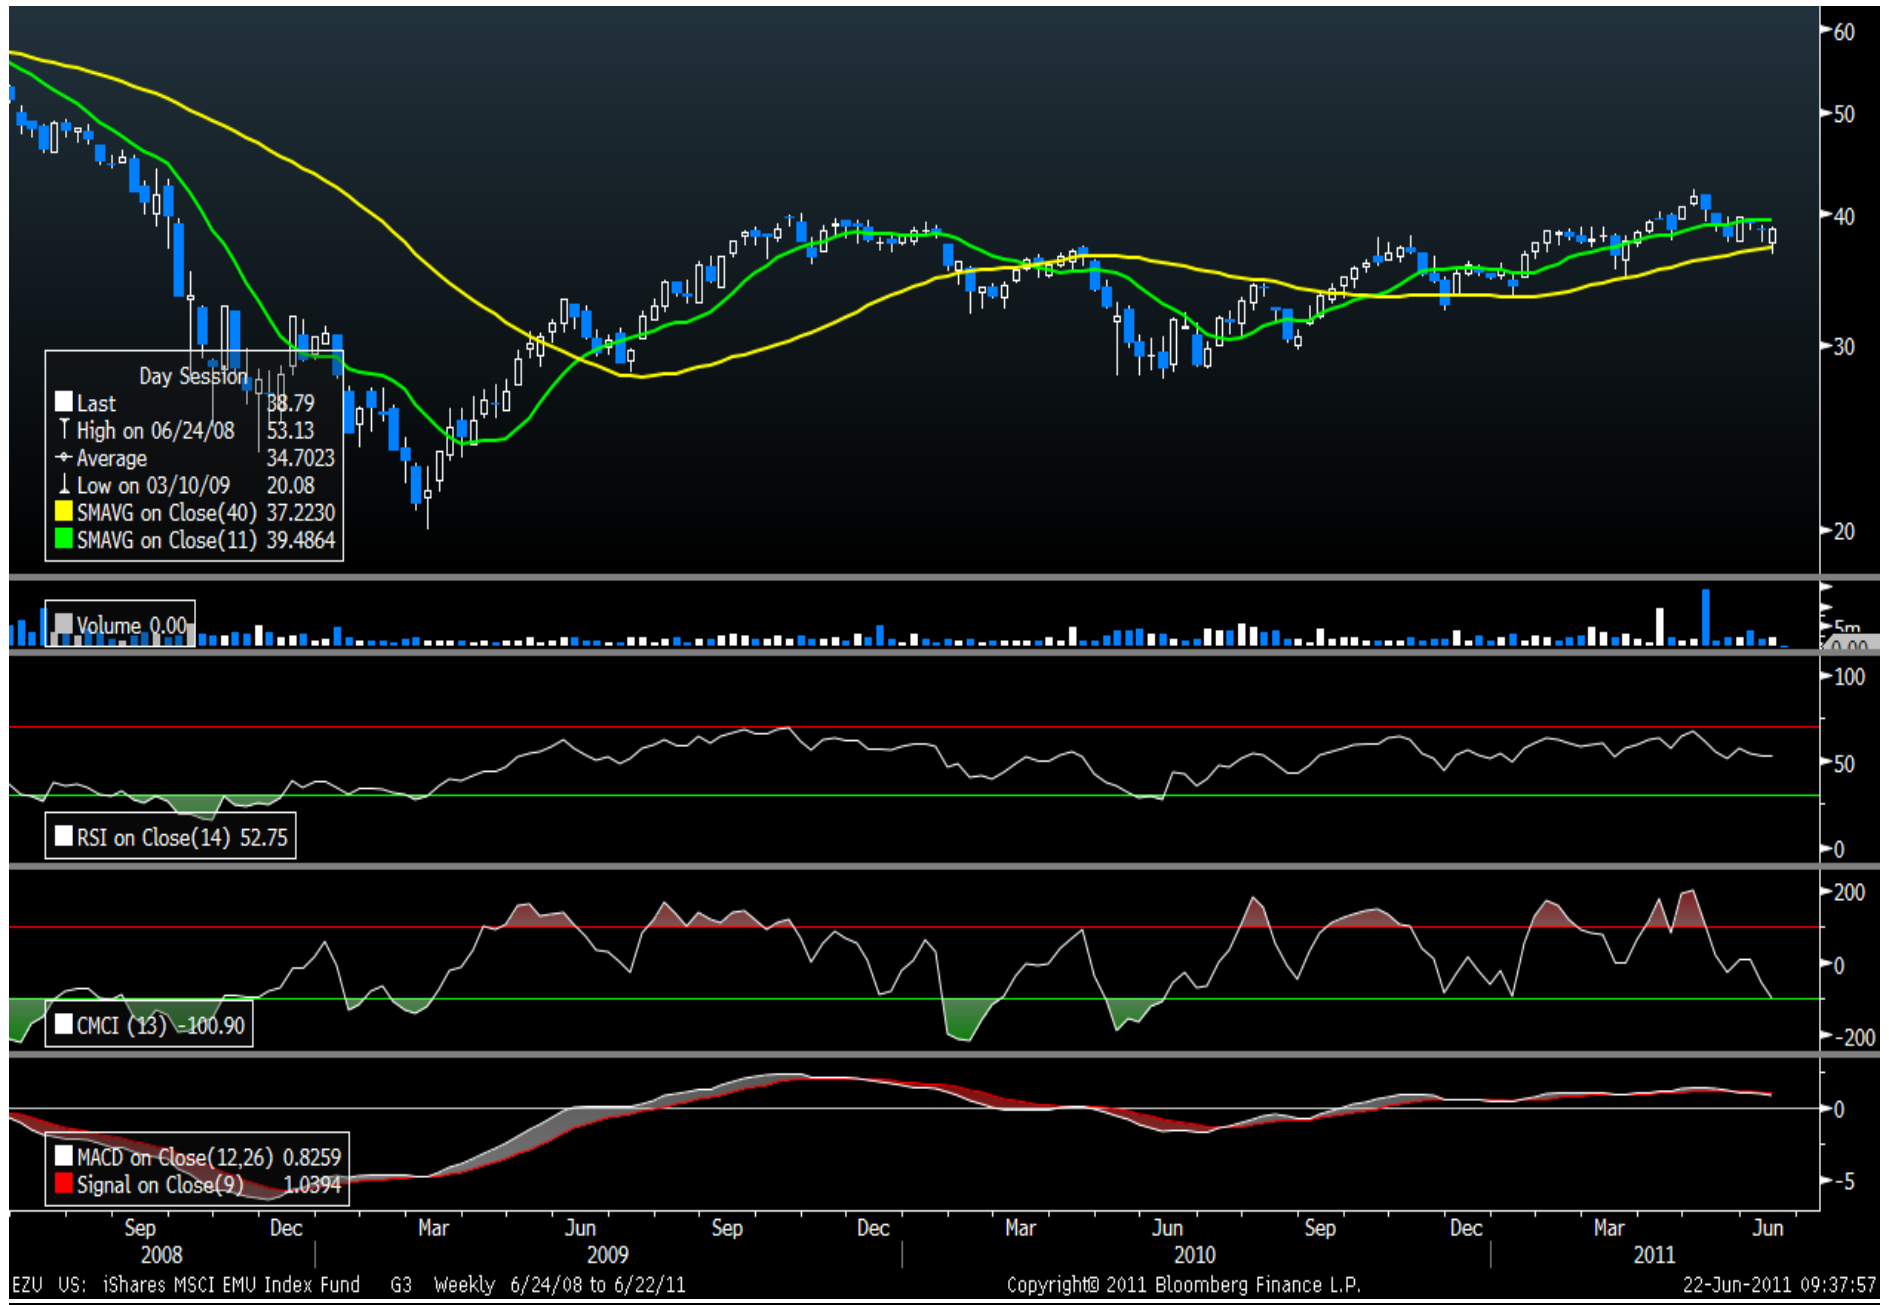 60
50
40
30
20
Day Session
Last 38.79
High on 06/24/08 53.13
Average 34.7023
Low on 03/10/09 20.08
SMAVG on Close(40) 37.2230
SMAVG on Close(11) 39.4864
Volume 0.00
5m
0.00
100
50
0
RSI on Close(14) 52.75
200
0
-200
CMCI (13) -100.90
0
-5
MACD on Close(12,26) 0.8259
Signal on Close(9) 1.0394
Sep Dec Mar Jun Sep Dec Mar Jun Sep Dec Mar Jun
2008 2009 2010 2011
EZU US: iShares MSCI EMU Index Fund G3 Weekly 6/24/08 to 6/22/11 Copyright© 2011 Bloomberg Finance L.P. 22-Jun-2011 09:37:57